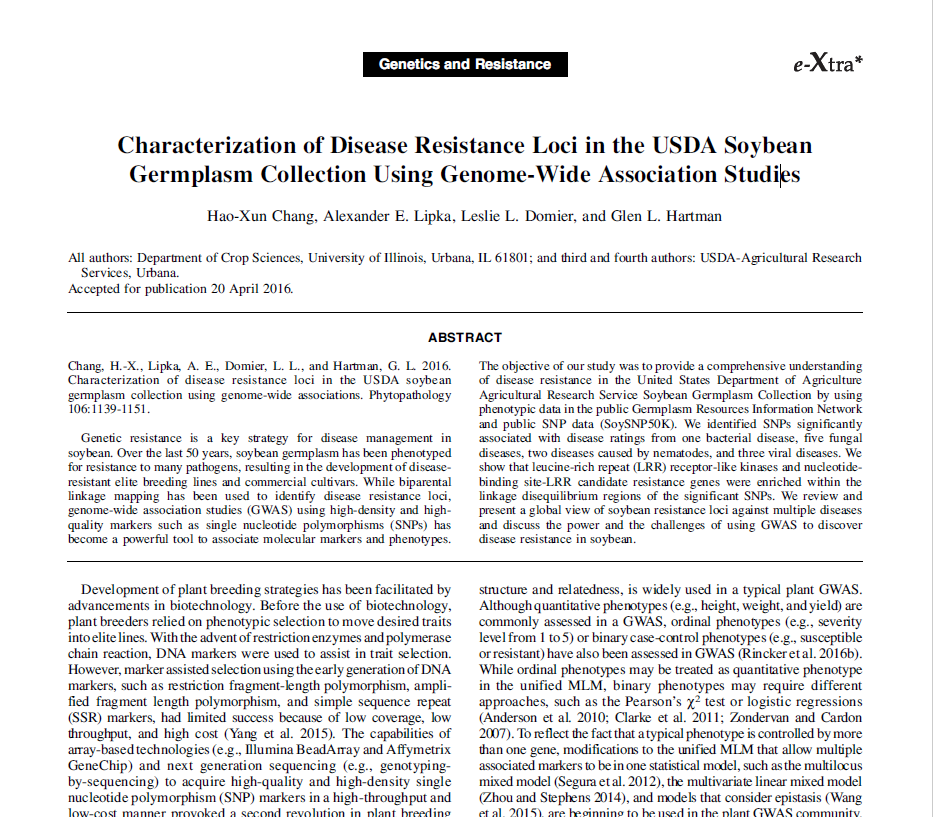 Genetics and Resistance
e-Xtra*
Characterization of Disease Resistance Loci in the USDA Soybean
Germplasm Collection Using Genome-Wide Association Studies
Hao-Xun Chang, Alexander E. Lipka, Leslie L. Domier, and Glen L. Hartman
All authors: Department of Crop Sciences, University of Illinois, Urbana, IL 61801; and third and fourth authors: USDA-Agricultural Research
Services, Urbana.
Accepted for publication 20 April 2016.
ABSTRACT
Chang, H.-X., Lipka, A. E., Domier, L. L., and Hartman, G. L. 2016.
Characterization of disease resistance loci in the USDA soybean
germplasm collection using genome-wide associations. Phytopathology
106:1139-1151.
Genetic resistance is a key strategy for disease management in
soybean. Over the last 50 years, soybean germplasm has been phenotyped
for resistance to many pathogens, resulting in the development of disease-
resistant elite breeding lines and commercial cultivars. While biparental
linkage mapping has been used to identify disease resistance loci,
genome-wide association studies (GWAS) using high-density and high-
quality markers such as single nucleotide polymorphisms (SNPs) has
become a powerful tool to associate molecular markers and phenotypes.
The objective of our study was to provide a comprehensive understanding
of disease resistance in the United States Department of Agriculture
Agricultural Research Service Soybean Germplasm Collection by using
phenotypic data in the public Germplasm Resources Information Network
and public SNP data (SoySNP50K). We identified SNPs significantly
associated with disease ratings from one bacterial disease, five fungal
diseases, two diseases caused by nematodes, and three viral diseases. We
show that leucine-rich repeat (LRR) receptor-like kinases and nucleotide-
binding site-LRR candidate resistance genes were enriched within the
linkage disequilibrium regions of the significant SNPs. We review and
present a global view of soybean resistance loci against multiple diseases
and discuss the power and the challenges of using GWAS to discover
disease resistance in soybean.
Development of plant breeding strategies has been facilitated by
advancements in biotechnology. Before the use of biotechnology,
plant breeders relied on phenotypic selection to move desired traits
into elite lines. With the advent of restriction enzymes and polymerase
chain reaction, DNA markers were used to assist in trait selection.
However, marker assisted selection using the early generation of DNA
markers, such as restriction fragment-length polymorphism, ampli-
fied fragment length polymorphism, and simple sequence repeat
(SSR) markers, had limited success because of low coverage, low
throughput, and high cost (Yang et al. 2015). The capabilities of
array-based technologies (e.g., Illumina BeadArray and Affymetrix
GeneChip) and next generation sequencing (e.g., genotyping-
by-sequencing) to acquire high-quality and high-density single
nucleotide polymorphism (SNP) markers in a high-throughput and
low-cost manner provoked a second revolution in plant breeding
structure and relatedness, is widely used in a typical plant GWAS.
Although quantitative phenotypes (e.g., height, weight, and yield) are
commonly assessed in a GWAS, ordinal phenotypes (e.g., severity
level from 1 to 5) or binary case-control phenotypes (e.g., susceptible
or resistant) have also been assessed in GWAS (Rincker et al. 2016b).
While ordinal phenotypes may be treated as quantitative phenotype
in the unified MLM, binary phenotypes may require different
approaches, such as the Pearson's χ² test or logistic regressions
(Anderson et al. 2010; Clarke et al. 2011; Zondervan and Cardon
2007). To reflect the fact that a typical phenotype is controlled by more
than one gene, modifications to the unified MLM that allow multiple
associated markers to be in one statistical model, such as the multilocus
mixed model (Segura et al. 2012), the multivariate linear mixed model
(Zhou and Stephens 2014), and models that consider epistasis (Wang
et al. 2015), are beginning to be used in the plant GWAS community.